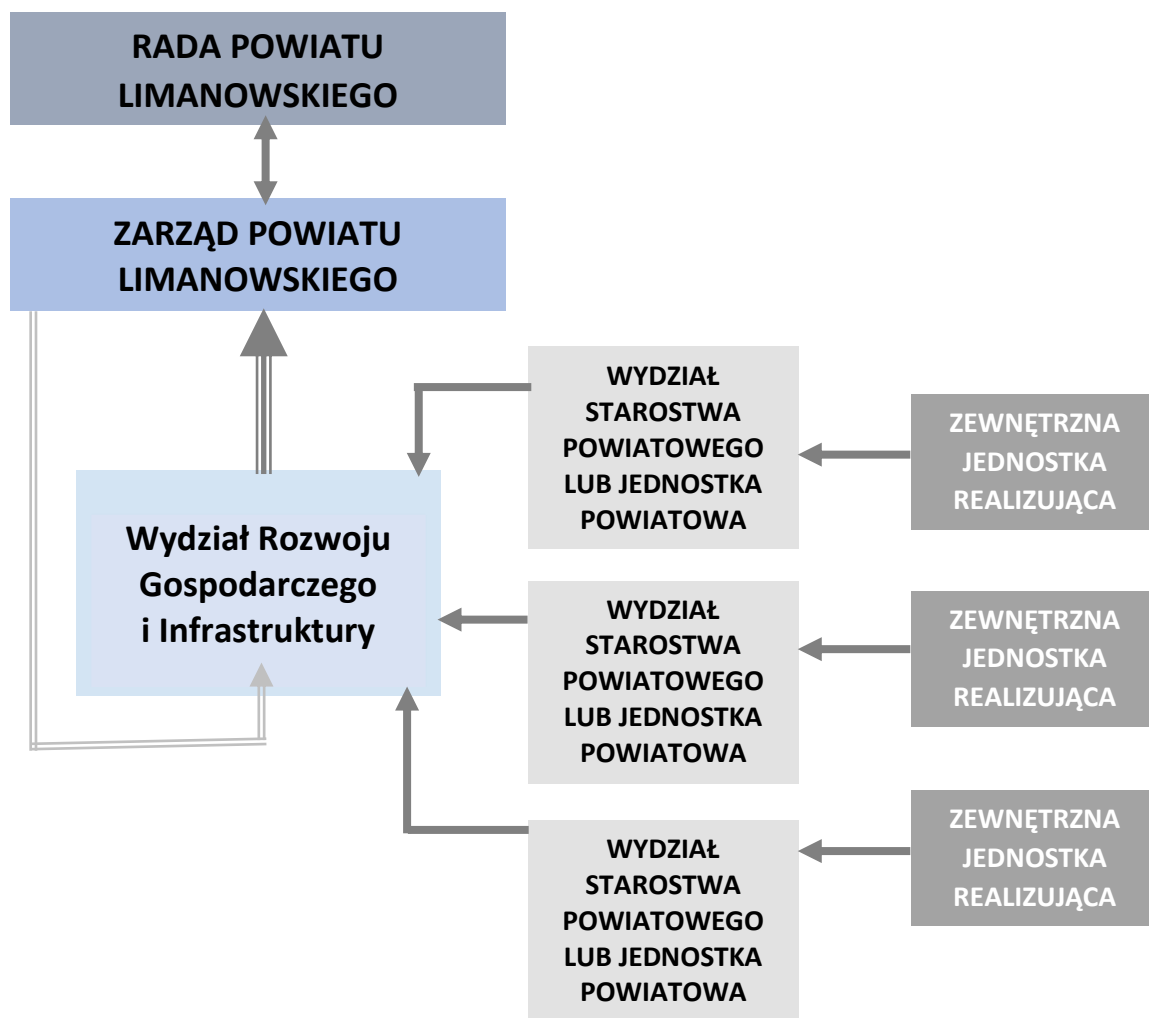 RADA POWIATU
LIMANOWSKIEGO
ZARZĄD POWIATU
LIMANOWSKIEGO
Wydział Rozwoju
Gospodarczego
i Infrastruktury
WYDZIAŁ
STAROSTWA
POWIATOWEGO
LUB JEDNOSTKA
POWIATOWA
ZEWNĘTRZNA
JEDNOSTKA
REALIZUJĄCA
WYDZIAŁ
STAROSTWA
POWIATOWEGO
LUB JEDNOSTKA
POWIATOWA
ZEWNĘTRZNA
JEDNOSTKA
REALIZUJĄCA
WYDZIAŁ
STAROSTWA
POWIATOWEGO
LUB JEDNOSTKA
POWIATOWA
ZEWNĘTRZNA
JEDNOSTKA
REALIZUJĄCA